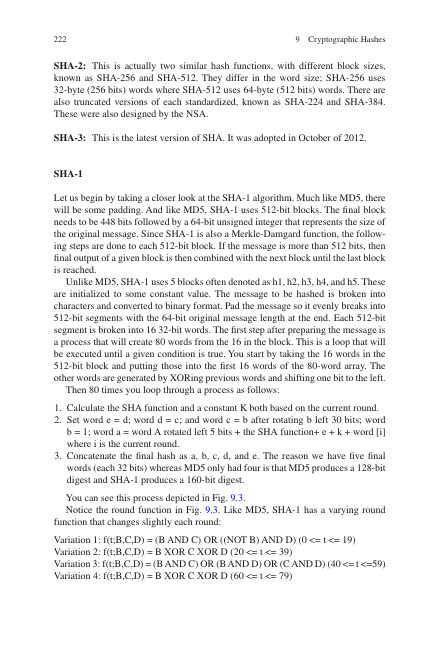 222 9 Cryptographic Hashes
SHA-2: This is actually two similar hash functions, with different block sizes,
known as SHA-256 and SHA-512. They differ in the word size; SHA-256 uses
32-byte (256 bits) words where SHA-512 uses 64-byte (512 bits) words. There are
also truncated versions of each standardized, known as SHA-224 and SHA-384.
These were also designed by the NSA.
SHA-3: This is the latest version of SHA. It was adopted in October of 2012.
SHA-1
Let us begin by taking a closer look at the SHA-1 algorithm. Much like MD5, there
will be some padding. And like MD5, SHA-1 uses 512-bit blocks. The final block
needs to be 448 bits followed by a 64-bit unsigned integer that represents the size of
the original message. Since SHA-1 is also a Merkle-Damgard function, the follow-
ing steps are done to each 512-bit block. If the message is more than 512 bits, then
final output of a given block is then combined with the next block until the last block
is reached.
Unlike MD5, SHA-1 uses 5 blocks often denoted as h1, h2, h3, h4, and h5. These
are initialized to some constant value. The message to be hashed is broken into
characters and converted to binary format. Pad the message so it evenly breaks into
512-bit segments with the 64-bit original message length at the end. Each 512-bit
segment is broken into 16 32-bit words. The first step after preparing the message is
a process that will create 80 words from the 16 in the block. This is a loop that will
be executed until a given condition is true. You start by taking the 16 words in the
512-bit block and putting those into the first 16 words of the 80-word array. The
other words are generated by XORing previous words and shifting one bit to the left.
Then 80 times you loop through a process as follows:
1. Calculate the SHA function and a constant K both based on the current round.
2. Set word e = d; word d = c; and word c = b after rotating b left 30 bits; word
b = 1; word a = word A rotated left 5 bits + the SHA function+ e + k + word [i]
where i is the current round.
3. Concatenate the final hash as a, b, c, d, and e. The reason we have five final
words (each 32 bits) whereas MD5 only had four is that MD5 produces a 128-bit
digest and SHA-1 produces a 160-bit digest.
You can see this process depicted in Fig. 9.3.
Notice the round function in Fig. 9.3. Like MD5, SHA-1 has a varying round
function that changes slightly each round:
Variation 1: f(t;B,C,D) = (B AND C) OR ((NOT B) AND D) (0 <= t <= 19)
Variation 2: f(t;B,C,D) = B XOR C XOR D (20 <= t <= 39)
Variation 3: f(t;B,C,D) = (B AND C) OR (B AND D) OR (C AND D) (40 <= t <=59)
Variation 4: f(t;B,C,D) = B XOR C XOR D (60 <= t <= 79)